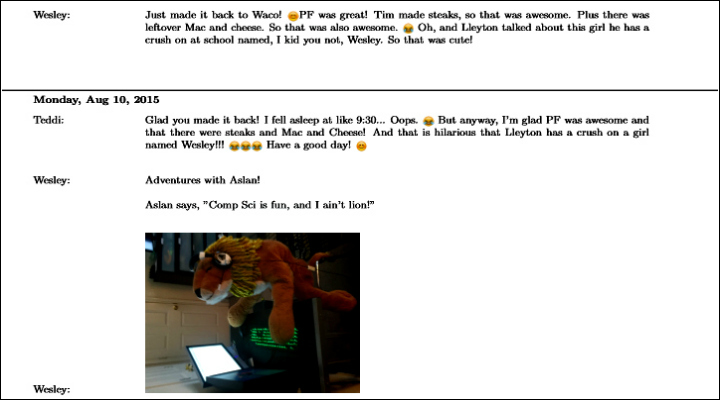 Wesley: Just made it back to Waco! 😊PF was great! Tim made steaks, so that was awesome. Plus there was
leftover Mac and cheese. So that was also awesome. 😂 Oh, and Lleyton talked about this girl he has a
crush on at school named, I kid you not, Wesley. So that was cute!
Monday, Aug 10, 2015
Teddi: Glad you made it back! I fell asleep at like 9:30... Oops. 😂 But anyway, I'm glad PF was awesome and
that there were steaks and Mac and Cheese! And that is hilarious that Lleyton has a crush on a girl
named Wesley!!! 😂😂😂 Have a good day! 😊
Wesley: Adventures with Aslan!
Aslan says, "Comp Sci is fun, and I ain't lion!"
Wesley: